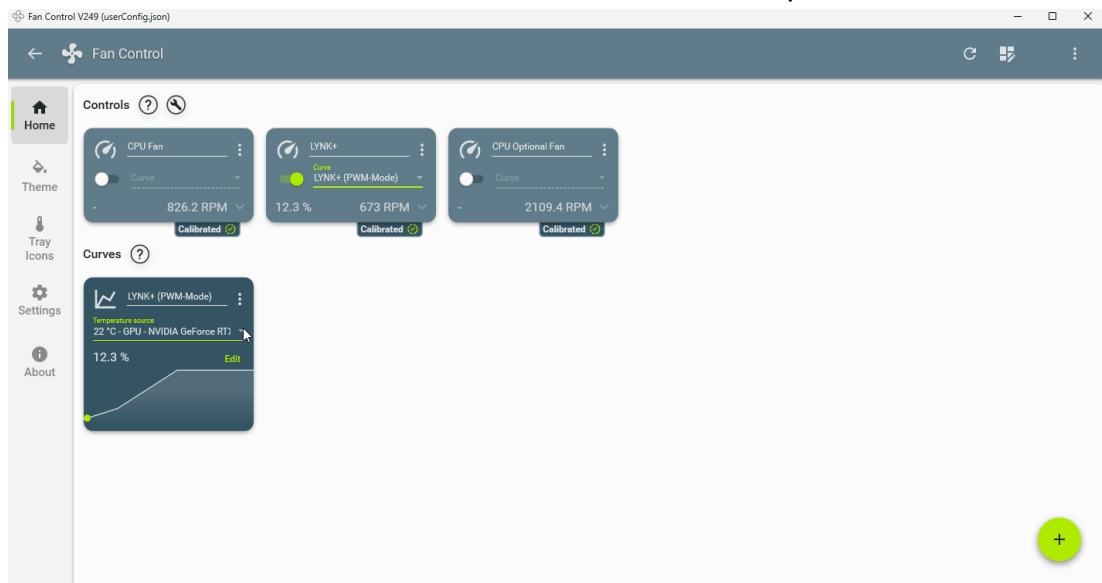 Fan Control V249 (userConfig.json)
Fan Control
Home
Theme
Tray
Icons
Settings
About
Controls ?
CPU Fan
Curve
- 826.2 RPM
Calibrated
LYNK+
Curve
LYNK+ (PWM-Mode)
12.3 % 673 RPM
Calibrated
CPU Optional Fan
Curve
- 2109.4 RPM
Calibrated
Curves ?
LYNK+ (PWM-Mode)
Temperature source
22 °C - GPU - NVIDIA GeForce RT
12.3 % Edit
+